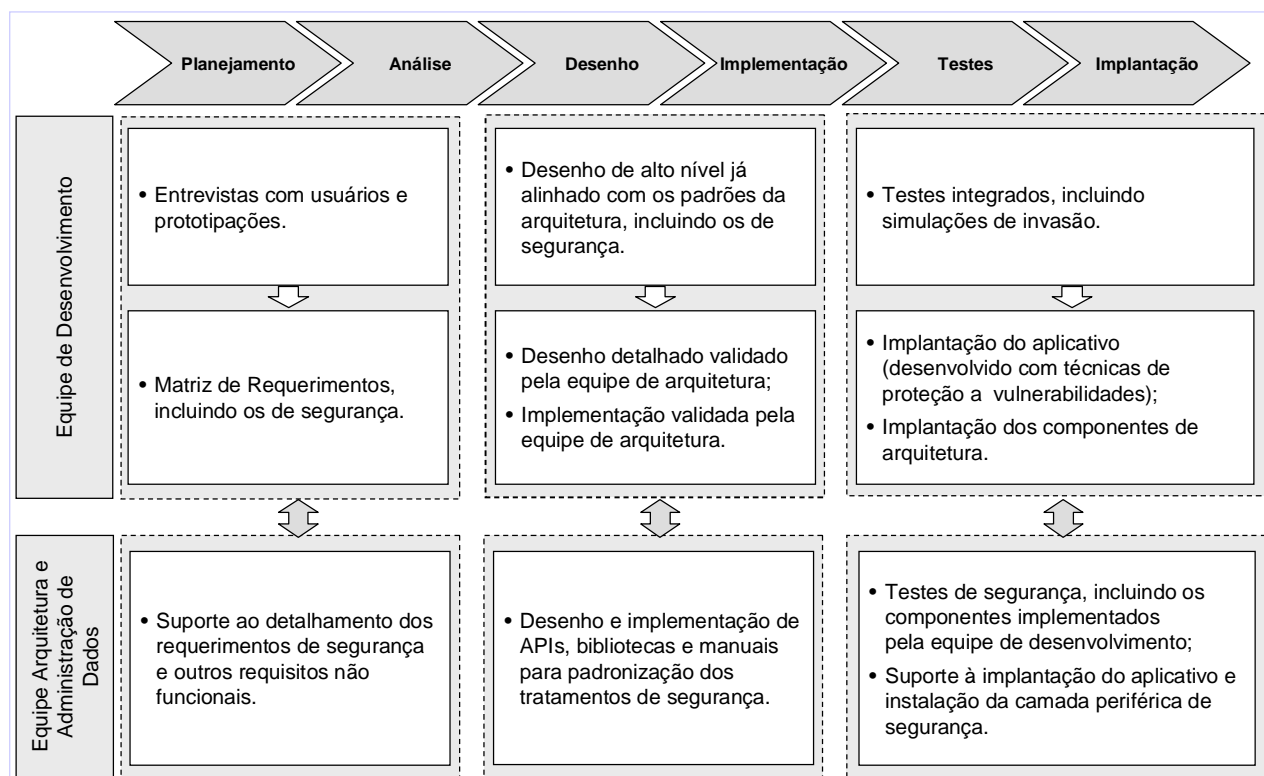 Planejamento
Análise
Desenho
Implementação
Testes
Implantação
Equipe de Desenvolvimento
• Entrevistas com usuários e
prototipações.
• Matriz de Requerimentos,
incluindo os de segurança.
• Desenho de alto nível já
alinhado com os padrões da
arquitetura, incluindo os de
segurança.
• Desenho detalhado validado
pela equipe de arquitetura;
• Implementação validada pela
equipe de arquitetura.
• Testes integrados, incluindo
simulações de invasão.
• Implantação do aplicativo
(desenvolvido com técnicas de
proteção a vulnerabilidades);
• Implantação dos componentes de
arquitetura.
Equipe Arquitetura e
Administração de
Dados
• Suporte ao detalhamento dos
requerimentos de segurança
e outros requisitos não
funcionais.
• Desenho e implementação de
APIs, bibliotecas e manuais
para padronização dos
tratamentos de segurança.
• Testes de segurança, incluindo os
componentes implementados
pela equipe de desenvolvimento;
• Suporte à implantação do aplicativo e
instalação da camada periférica de
segurança.